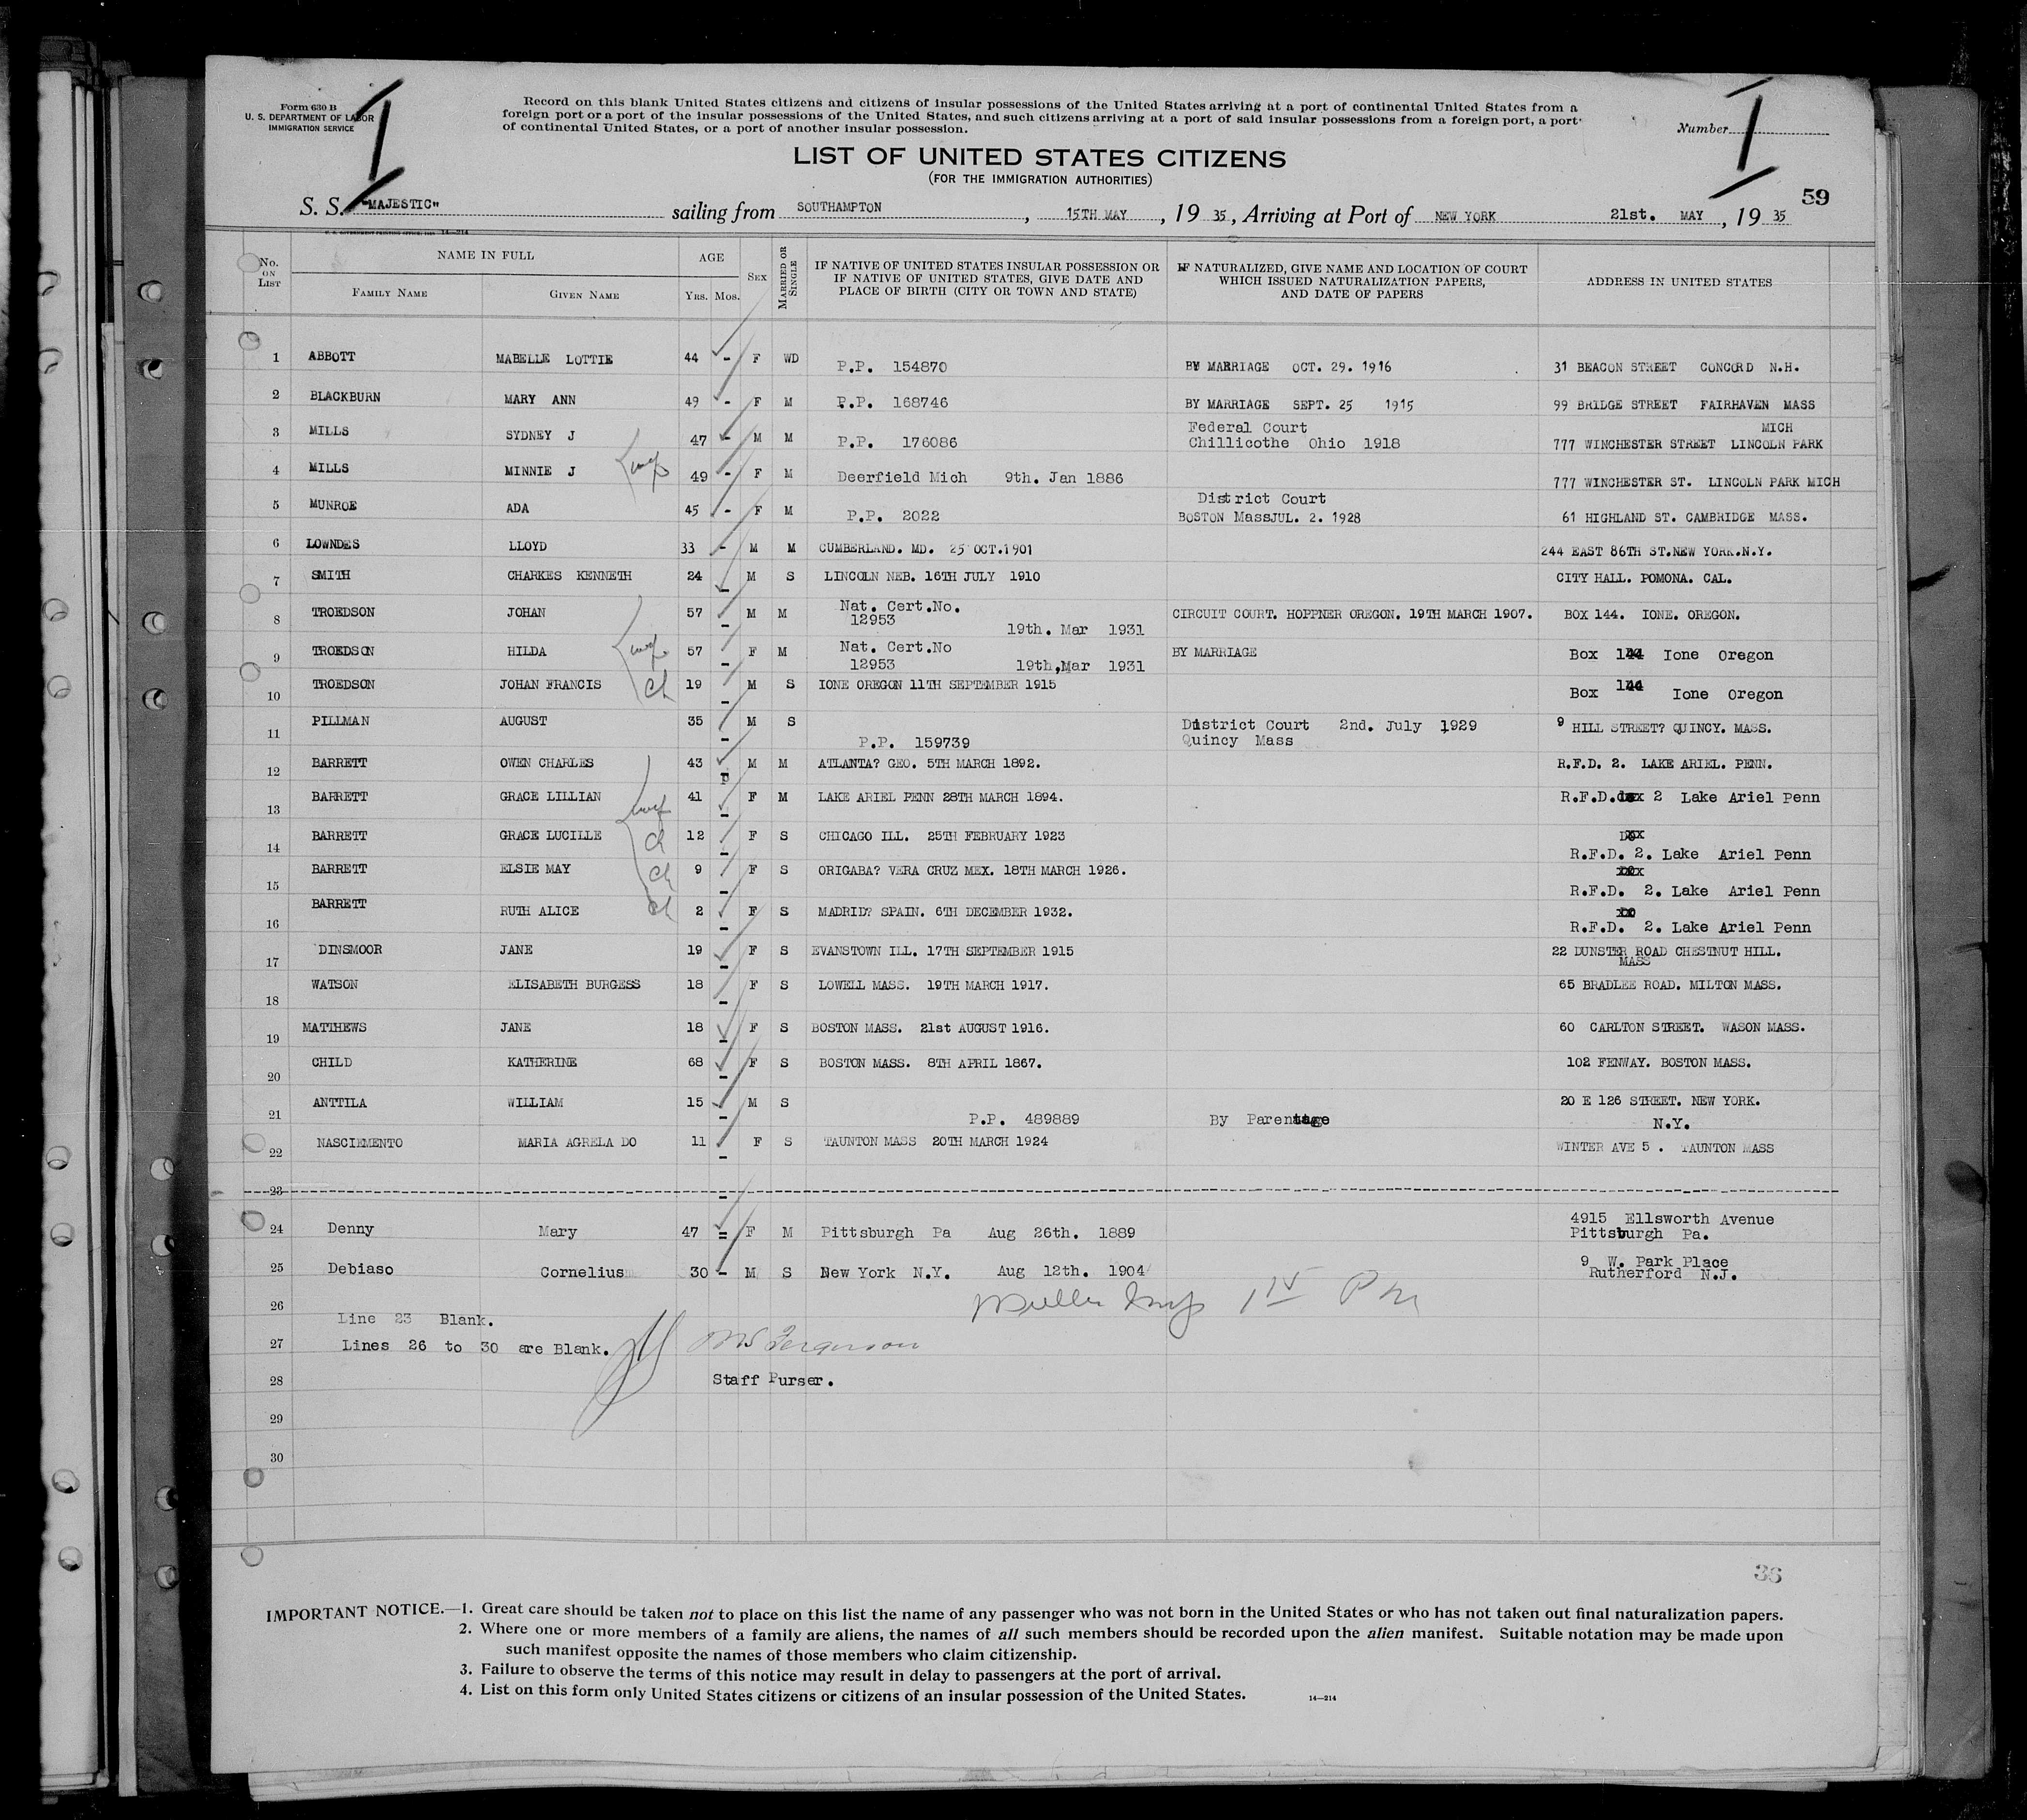 Form 630 B
U. S. DEPARTMENT OF LABOR
IMMIGRATION SERVICE
Record on this blank United States citizens and citizens of insular possessions of the United States arriving at a port of continental United States from a
foreign port or a port of the insular possessions of the United States, and such citizens arriving at a port of said insular possessions from a foreign port, a port
of continental United States, or a port of another insular possession.
I
I
Number
LIST OF UNITED STATES CITIZENS
(FOR THE IMMIGRATION AUTHORITIES)
59
S. S. "MAJESTIC" sailing from SOUTHAMPTON, 15TH MAY, 19 35, Arriving at Port of NEW YORK 21st. MAY, 19 35
14—214
No. ON LIST NAME IN FULL AGE SEX MARRIED OR SINGLE IF NATIVE OF UNITED STATES INSULAR POSSESSION OR IF NATIVE OF UNITED STATES, GIVE DATE AND PLACE OF BIRTH (CITY OR TOWN AND STATE) IF NATURALIZED, GIVE NAME AND LOCATION OF COURT WHICH ISSUED NATURALIZATION PAPERS, AND DATE OF PAPERS ADDRESS IN UNITED STATES
FAMILY NAME GIVEN NAME YRS. MOS.
1 ABBOTT MABELLE LOTTIE 44 - F WD P.P. 154870 BY MARRIAGE OCT. 29. 1916 31 BEACON STREET CONCORD N.H.
2 BLACKBURN MARY ANN 49 - F M P.P. 168746 BY MARRIAGE SEPT. 25 1915 99 BRIDGE STREET FAIRHAVEN MASS
3 MILLS SYDNEY J 47 - M M P.P. 176086 Federal Court Chillicothe Ohio 1918 777 WINCHESTER STREET LINCOLN PARK MICH
4 MILLS MINNIE J wf 49 - F M Deerfield Mich 9th. Jan 1886 777 WINCHESTER ST. LINCOLN PARK MICH
5 MUNROE ADA 45 - F M P.P. 2022 District Court BOSTON Mass JUL. 2. 1928 61 HIGHLAND ST. CAMBRIDGE MASS.
6 LOWNDES LLOYD 33 - M M CUMBERLAND. MD. 25 OCT.1901 244 EAST 86TH ST.NEW YORK.N.Y.
7 SMITH CHARKES KENNETH 24 - M S LINCOLN NEB. 16TH JULY 1910 CITY HALL. POMONA. CAL.
8 TROEDSON JOHAN 57 - M M Nat. Cert.No. 12953 19th. Mar 1931 CIRCUIT COURT. HOPPNER OREGON. 19TH MARCH 1907. BOX 144. IONE. OREGON.
9 TROEDSON HILDA wf 57 - F M Nat. Cert.No 12953 19th,Mar 1931 BY MARRIAGE Box 144 Ione Oregon
10 TROEDSON JOHAN FRANCIS ch 19 - M S IONE OREGON 11TH SEPTEMBER 1915 Box 144 Ione Oregon
11 PILLMAN AUGUST 35 - M S P.P. 159739 District Court 2nd. July 1929 Quincy Mass 9 HILL STREET? QUINCY. MASS.
12 BARRETT OWEN CHARLES 43 - M M ATLANTA? GEO. 5TH MARCH 1892. R.F.D. 2. LAKE ARIEL. PENN.
13 BARRETT GRACE LILLIAN wf 41 - F M LAKE ARIEL PENN 28TH MARCH 1894. R.F.D. 2 Lake Ariel Penn
14 BARRETT GRACE LUCILLE ch 12 - F S CHICAGO ILL. 25TH FEBRUARY 1923 R.F.D. 2. Lake Ariel Penn
15 BARRETT ELSIE MAY ch 9 - F S ORIGABA? VERA CRUZ MEX. 18TH MARCH 1926. R.F.D. 2. Lake Ariel Penn
16 BARRETT RUTH ALICE ch 2 - F S MADRID? SPAIN. 6TH DECEMBER 1932. R.F.D. 2. Lake Ariel Penn
17 DINSMOOR JANE 19 - F S EVANSTOWN ILL. 17TH SEPTEMBER 1915 22 DUNSTER ROAD CHESTNUT HILL. MASS
18 WATSON ELISABETH BURGESS 18 - F S LOWELL MASS. 19TH MARCH 1917. 65 BRADLEE ROAD. MILTON MASS.
19 MATTHEWS JANE 18 - F S BOSTON MASS. 21st AUGUST 1916. 60 CARLTON STREET. WASON MASS.
20 CHILD KATHERINE 68 - F S BOSTON MASS. 8TH APRIL 1867. 102 FENWAY. BOSTON MASS.
21 ANTTILA WILLIAM 15 - M S P.P. 489889 By Parentage 20 E 126 STREET. NEW YORK. N.Y.
22 NASCIEMENTO MARIA AGRELA DO 11 - F S TAUNTON MASS 20TH MARCH 1924 WINTER AVE 5 . TAUNTON MASS
23 -
24 Denny Mary 47 = F M Pittsburgh Pa Aug 26th. 1889 4915 Ellsworth Avenue Pittsburgh Pa.
25 Debiaso Cornelius 30 - M S New York N.Y. Aug 12th. 1904 9 W. Park Place Rutherford N.J.
26
Line 23 Blank.
27 Lines 26 to 30 are Blank. Ferguson
28 Staff Purser.
29
30
36
IMPORTANT NOTICE.—1. Great care should be taken not to place on this list the name of any passenger who was not born in the United States or who has not taken out final naturalization papers.
2. Where one or more members of a family are aliens, the names of all such members should be recorded upon the alien manifest. Suitable notation may be made upon
such manifest opposite the names of those members who claim citizenship.
3. Failure to observe the terms of this notice may result in delay to passengers at the port of arrival.
4. List on this form only United States citizens or citizens of an insular possession of the United States. 14—214